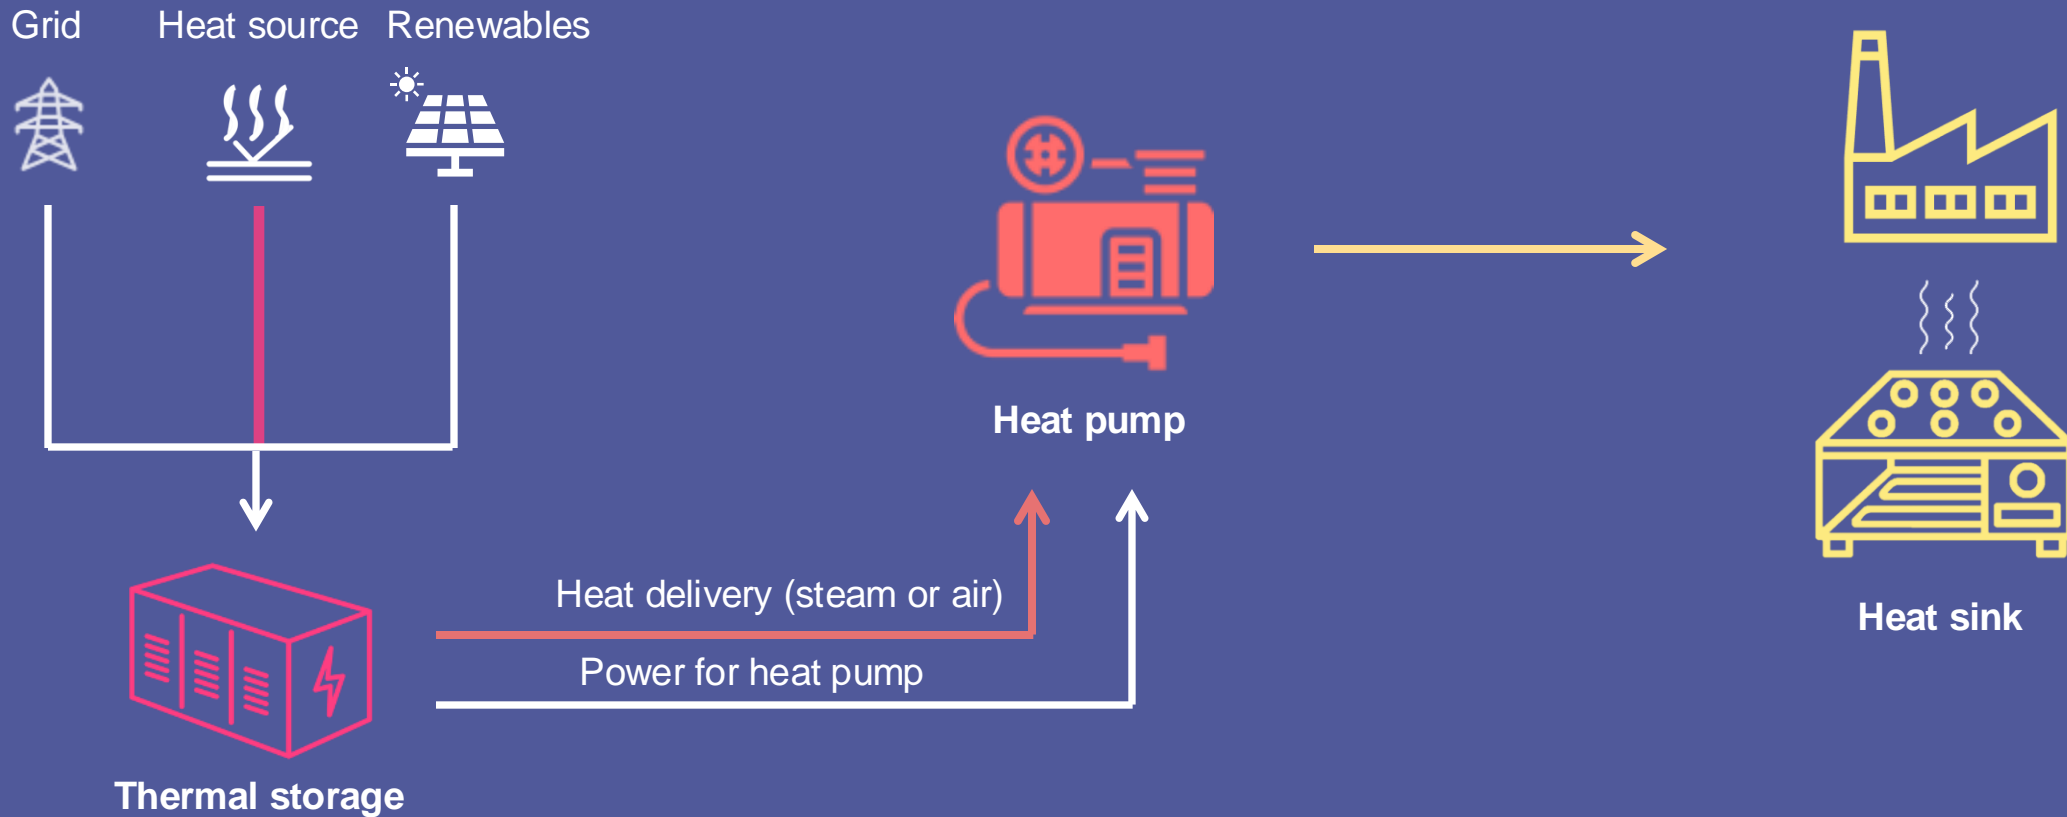 Grid
Heat source
Renewables
Heat pump
Heat delivery (steam or air)
Power for heat pump
Heat sink
Thermal storage